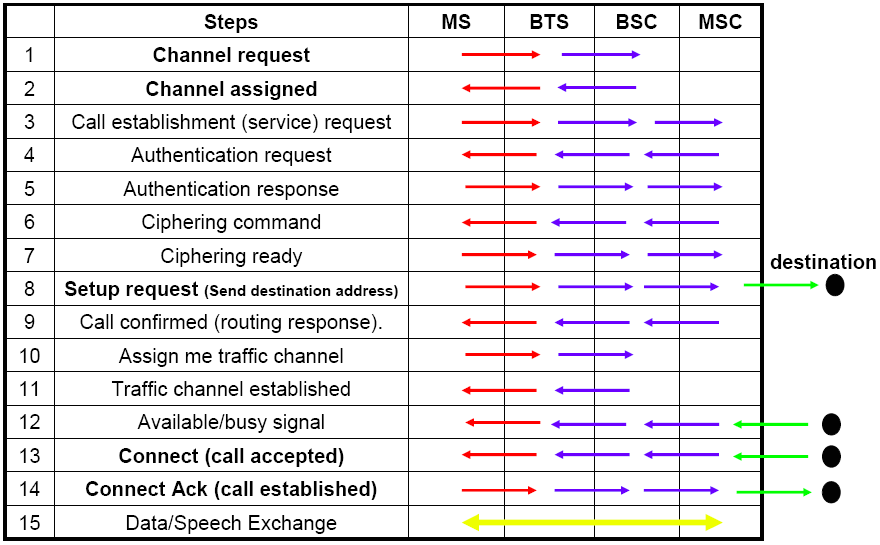 Steps MS BTS BSC MSC
1 Channel request
2 Channel assigned
3 Call establishment (service) request
4 Authentication request
5 Authentication response
6 Ciphering command
7 Ciphering ready
destination
8 Setup request (Send destination address)
9 Call confirmed (routing response).
10 Assign me traffic channel
11 Traffic channel established
12 Available/busy signal
13 Connect (call accepted)
14 Connect Ack (call established)
15 Data/Speech Exchange